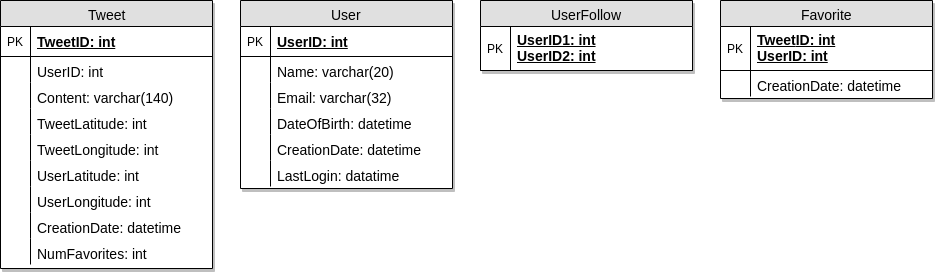 Tweet
PK TweetID: int
UserID: int
Content: varchar(140)
TweetLatitude: int
TweetLongitude: int
UserLatitude: int
UserLongitude: int
CreationDate: datetime
NumFavorites: int
User
PK UserID: int
Name: varchar(20)
Email: varchar(32)
DateOfBirth: datetime
CreationDate: datetime
LastLogin: datatime
UserFollow
PK UserID1: int
UserID2: int
Favorite
PK TweetID: int
UserID: int
CreationDate: datetime